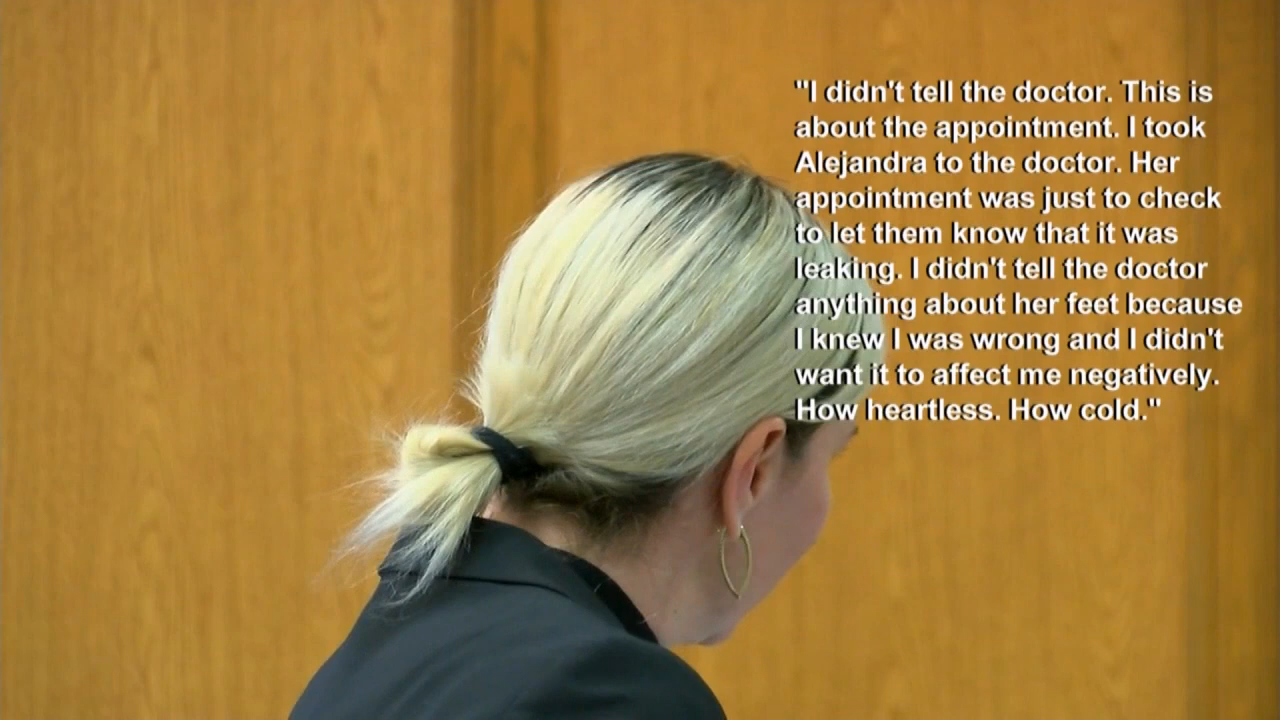 "I didn't tell the doctor. This is
about the appointment. I took
Alejandra to the doctor. Her
appointment was just to check
to let them know that it was
leaking. I didn't tell the doctor
anything about her feet because
I knew I was wrong and I didn't
want it to affect me negatively.
How heartless. How cold."